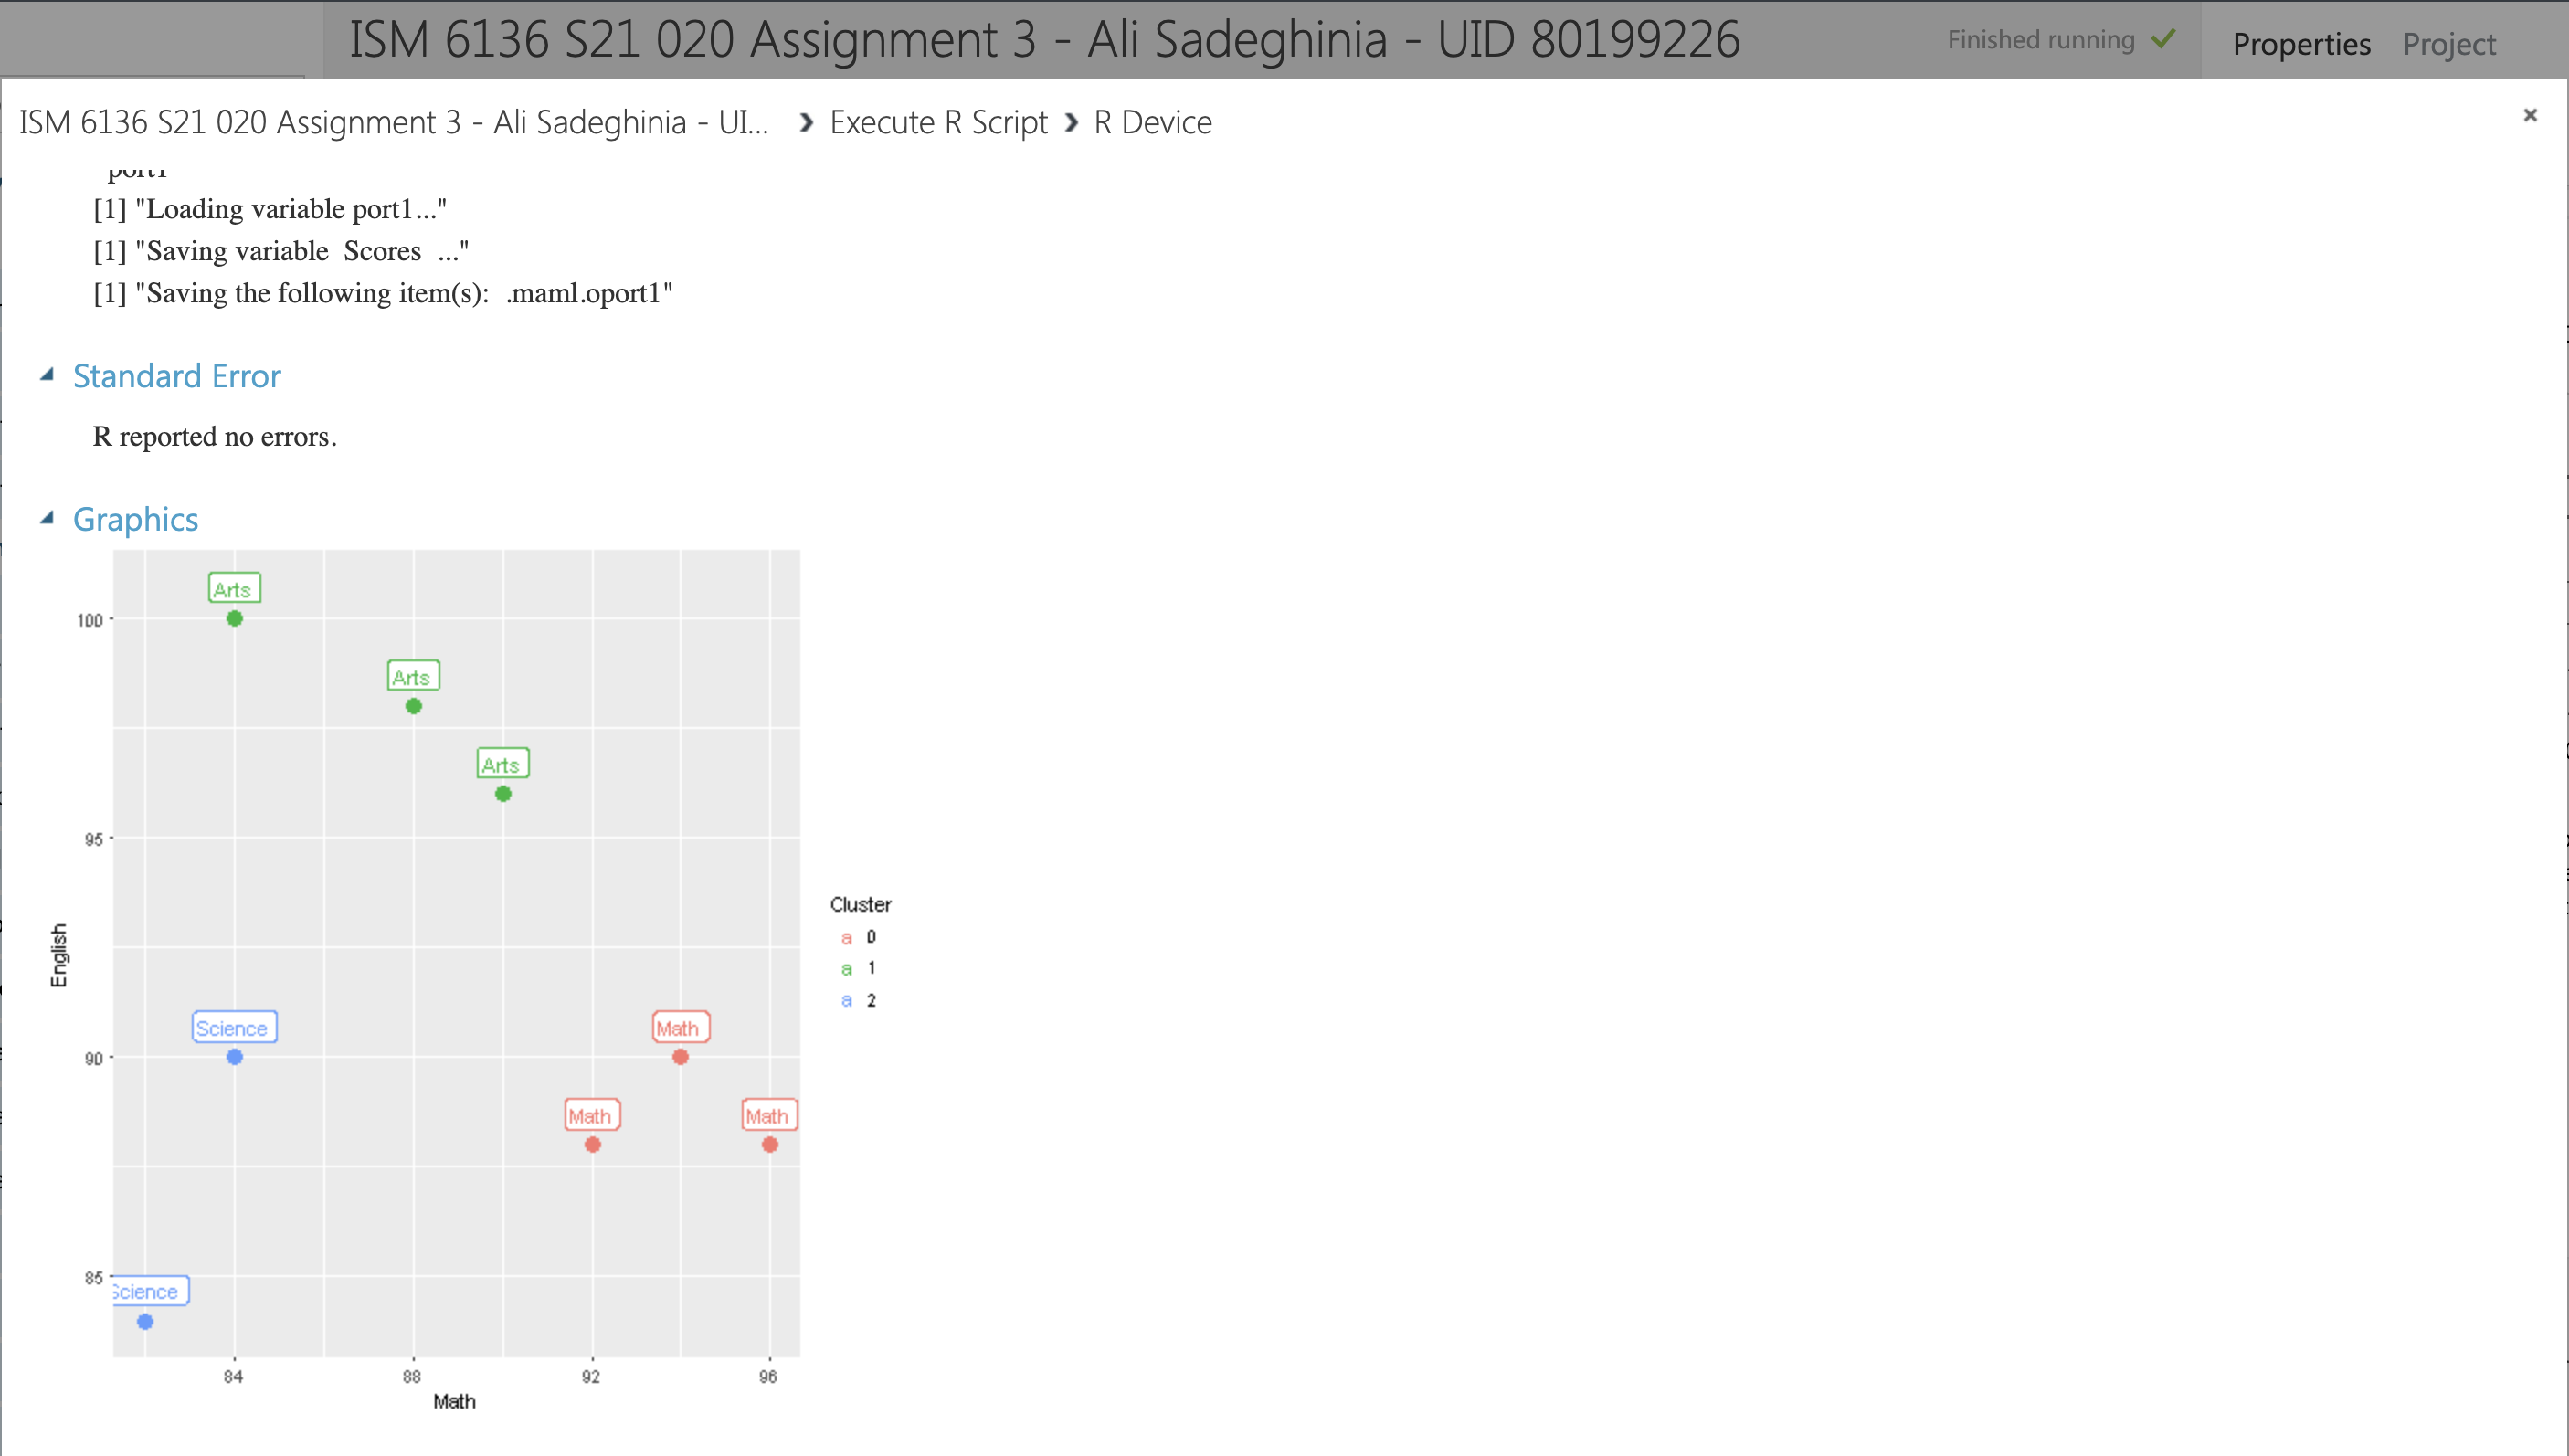 ISM 6136 S21 020 Assignment 3 - Ali Sadeghinia - UID 80199226
Finished running
Properties Project
ISM 6136 S21 020 Assignment 3 - Ali Sadeghinia - UI... › Execute R Script › R Device
port1
[1] "Loading variable port1..."
[1] "Saving variable  Scores  ..."
[1] "Saving the following item(s):  .maml.oport1"
Standard Error
R reported no errors.
Graphics
Arts
100
Arts
Arts
95
English
Cluster
a 0
a 1
a 2
Science
Math
90
Math
Math
85
Science
84 88 92 96
Math